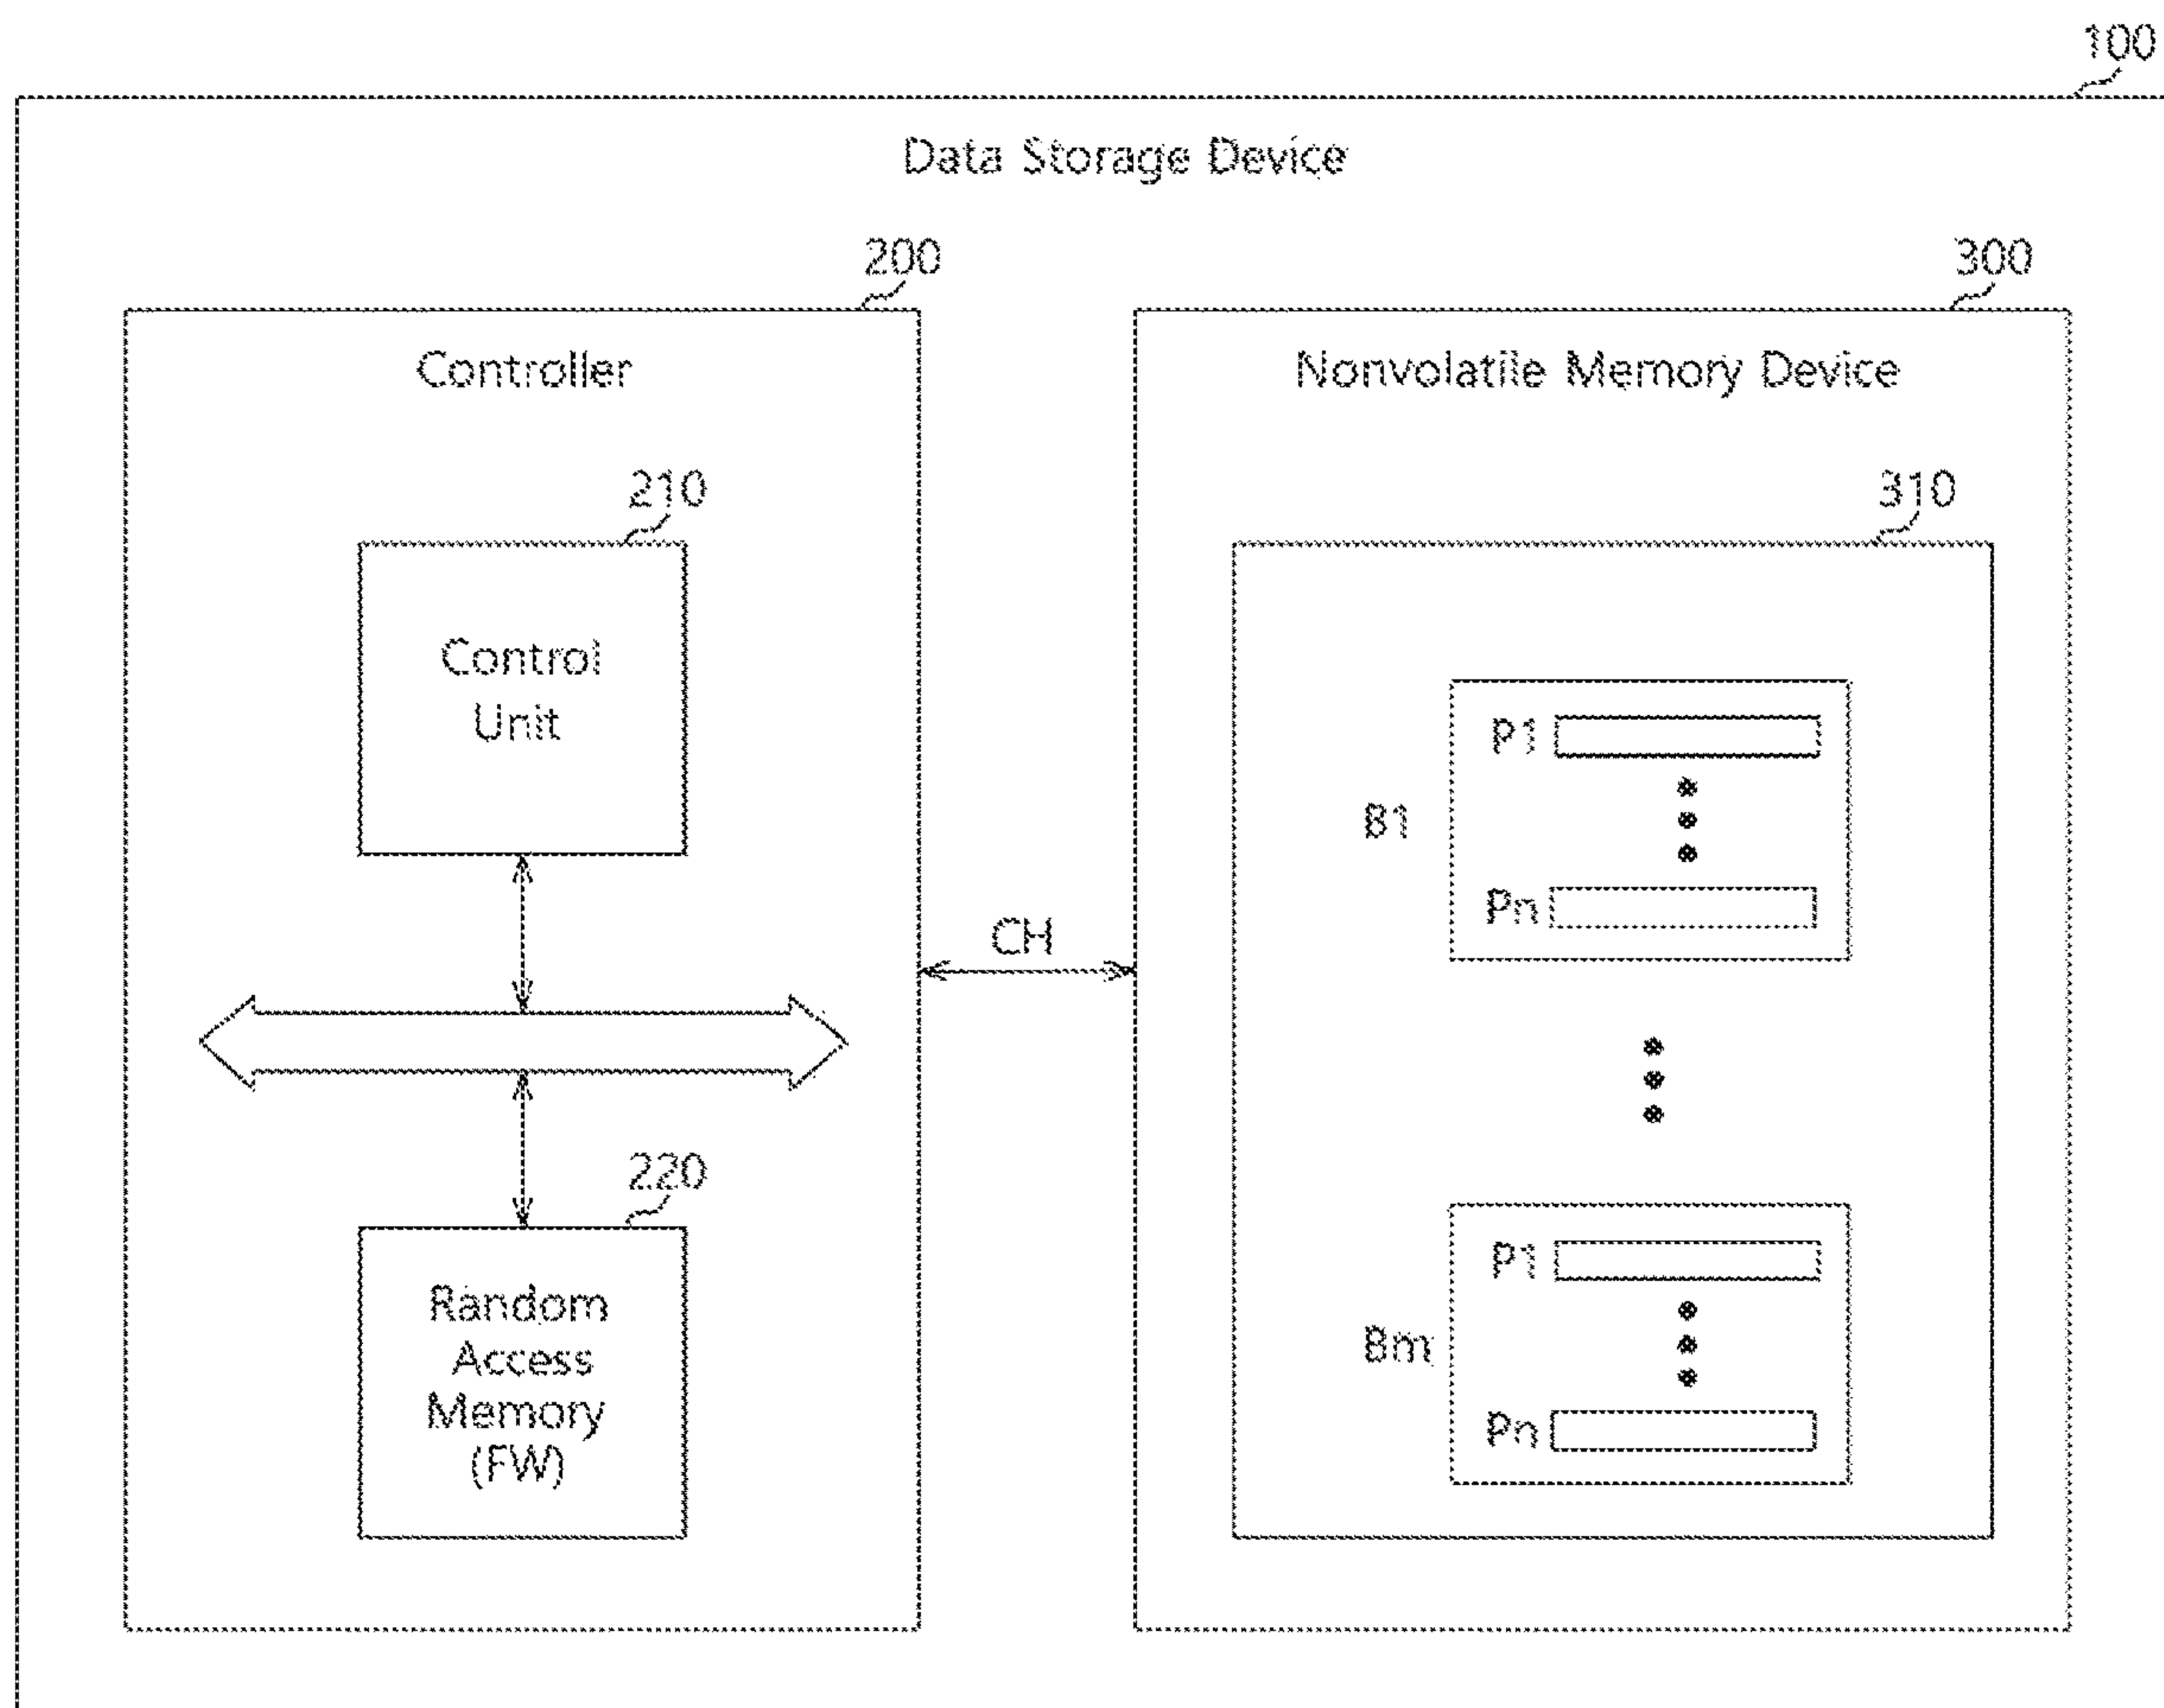 100
Data Storage Device
200
300
Controller
Nonvolatile Memory Device
210
310
Control
Unit
P1
B1
Pn
CH
220
Random
Access
Memory
(FW)
P1
Bm
Pn